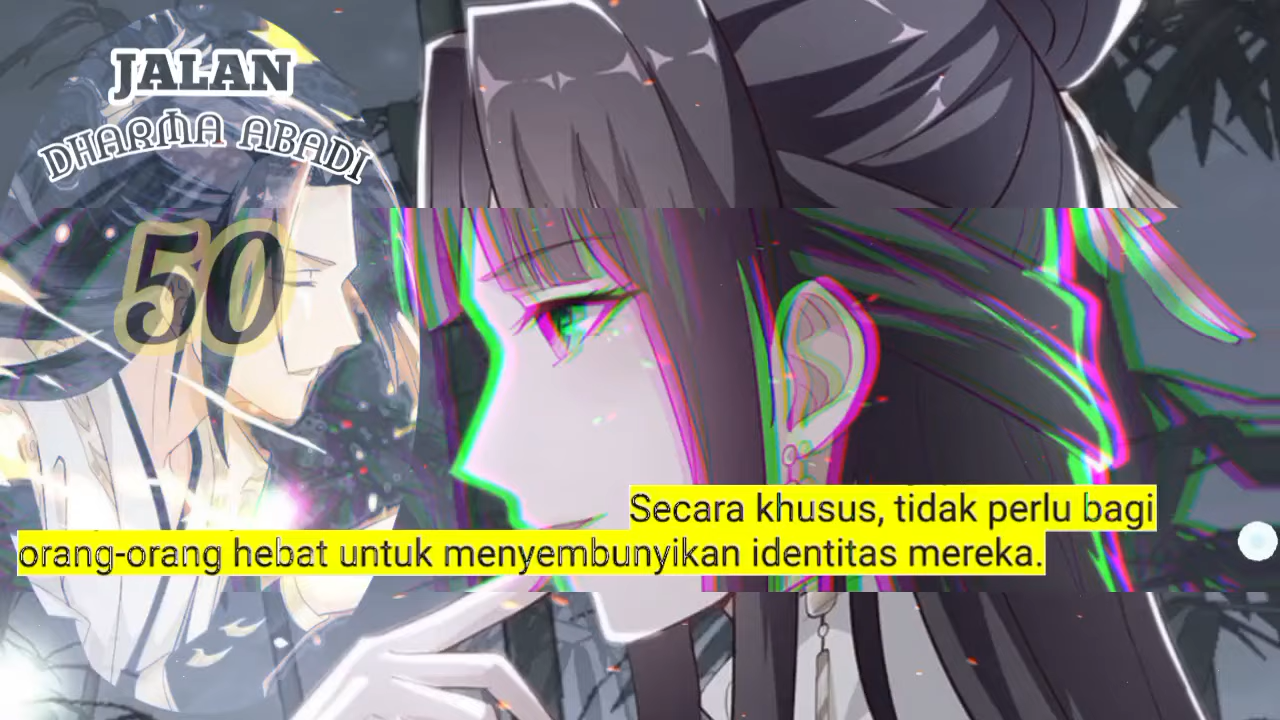 JALAN
DHARMA ABADI
50
Secara khusus, tidak perlu bagi
orang-orang hebat untuk menyembunyikan identitas mereka.